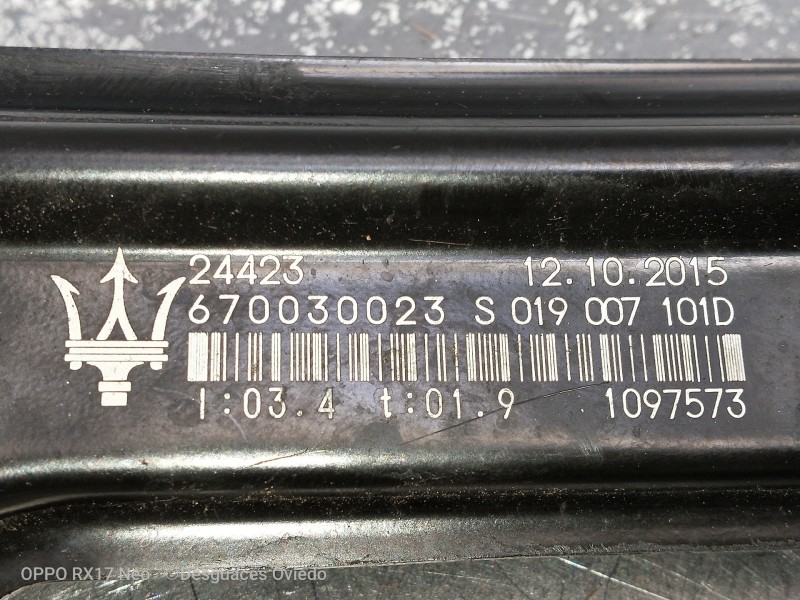 24423 12.10.2015
670030023 S 019 007 101D
I:03.4 t:01.9 1097573
OPPO RX17 Neo ©Desguaces Oviedo